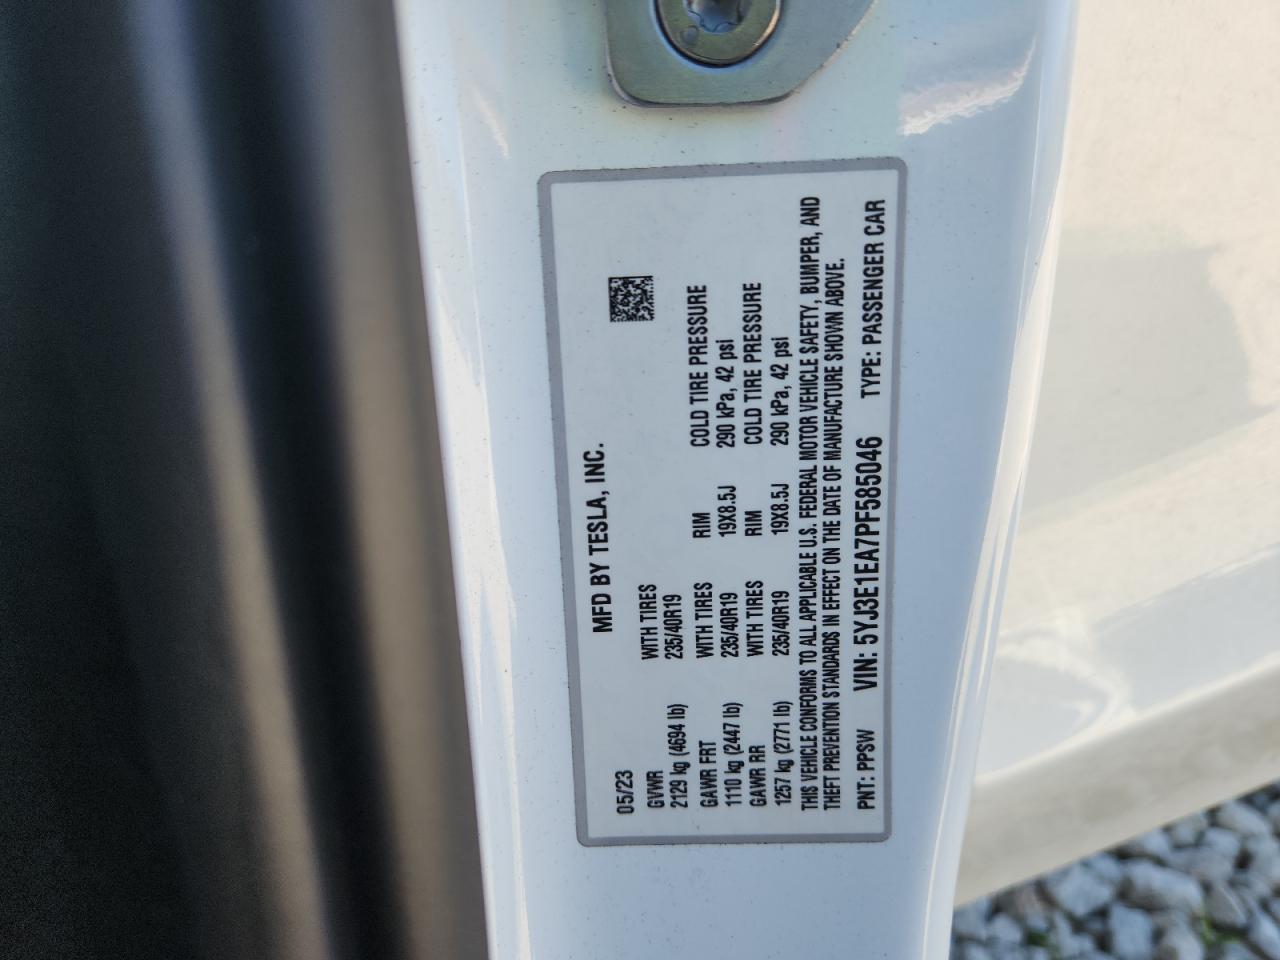 MFD BY TESLA, INC.
05/23
GVWR WITH TIRES
2129 kg (4694 lb) 235/40R19
GAWR FRT WITH TIRES RIM COLD TIRE PRESSURE
1110 kg (2447 lb) 235/40R19 19X8.5J 290 kPa, 42 psi
GAWR RR WITH TIRES RIM COLD TIRE PRESSURE
1257 kg (2771 lb) 235/40R19 19X8.5J 290 kPa, 42 psi
THIS VEHICLE CONFORMS TO ALL APPLICABLE U.S. FEDERAL MOTOR VEHICLE SAFETY, BUMPER, AND
THEFT PREVENTION STANDARDS IN EFFECT ON THE DATE OF MANUFACTURE SHOWN ABOVE.
PNT: PPSW VIN: 5YJ3E1EA7PF585046 TYPE: PASSENGER CAR